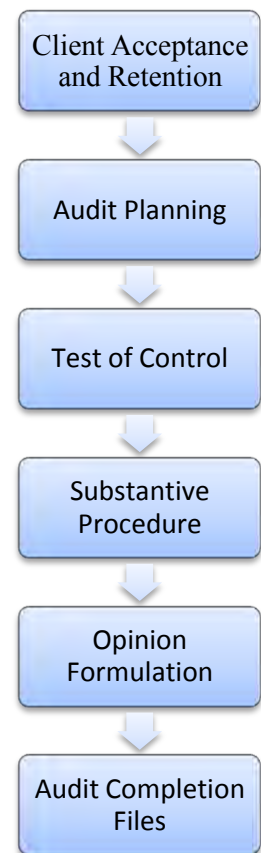 Client Acceptance
and Retention
Audit Planning
Test of Control
Substantive
Procedure
Opinion
Formulation
Audit Completion
Files